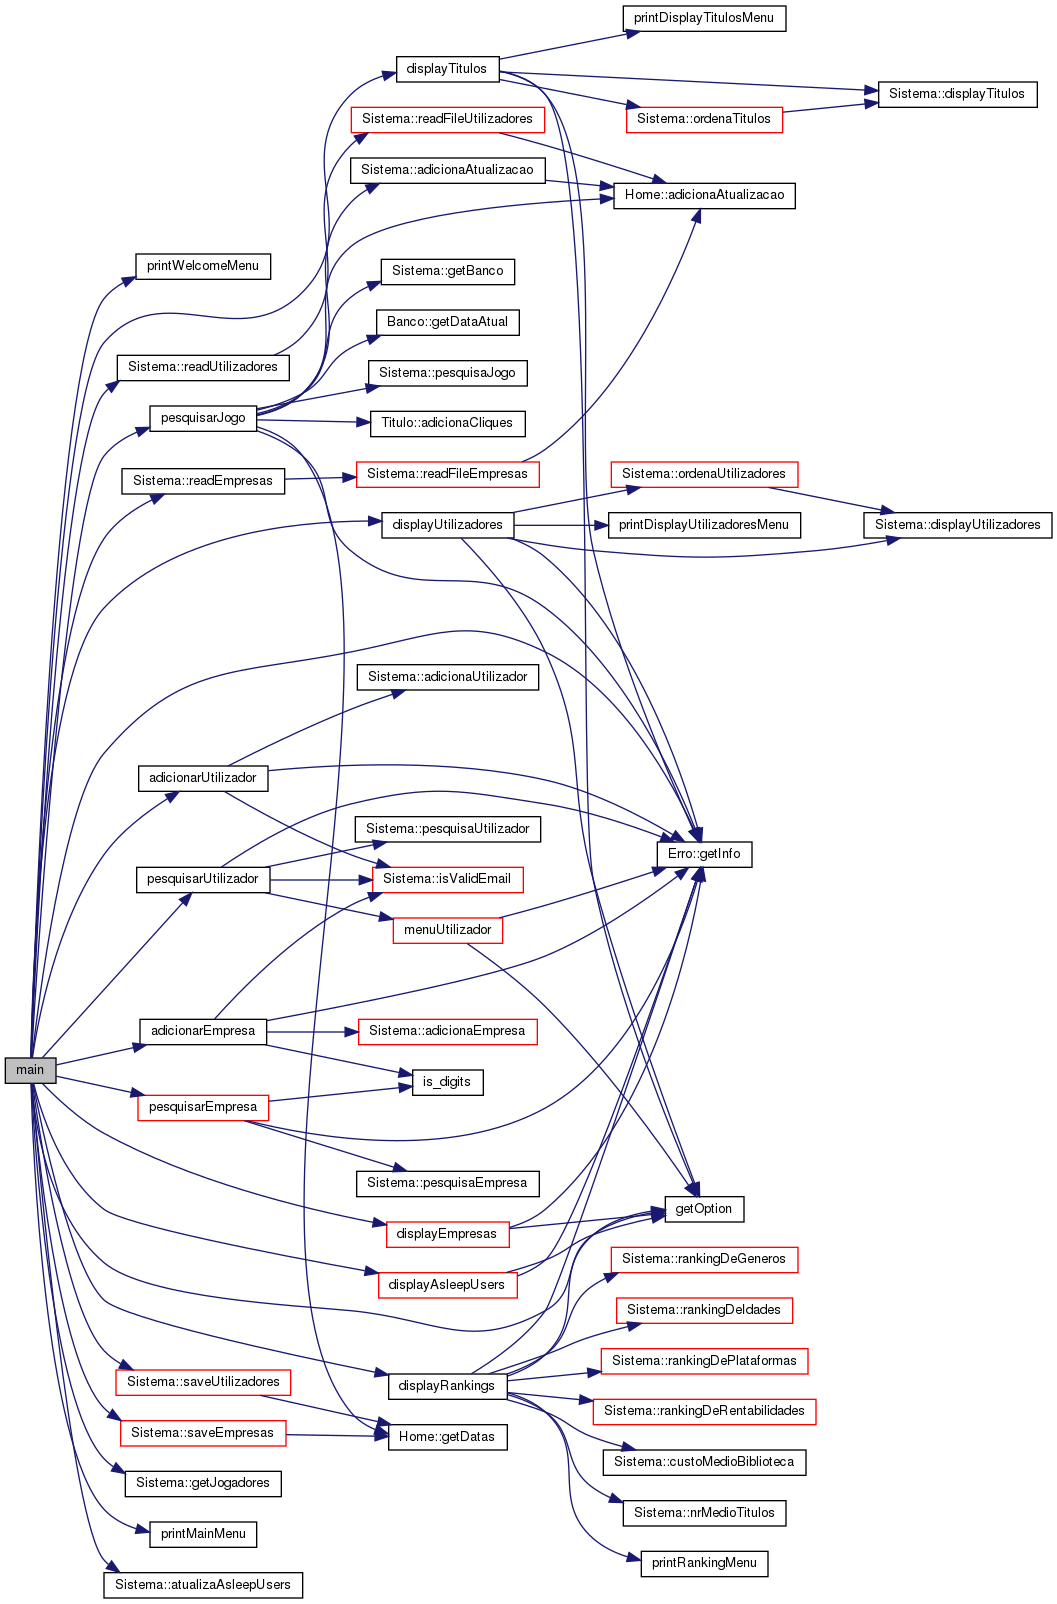 printDisplayTitulosMenu
displayTitulos
Sistema::displayTitulos
Sistema::readFileUtilizadores
Sistema::ordenaTitulos
Sistema::adicionaAtualizacao
Home::adicionaAtualizacao
printWelcomeMenu
Sistema::getBanco
Banco::getDataAtual
Sistema::readUtilizadores
Sistema::pesquisaJogo
pesquisarJogo
Titulo::adicionaCliques
Sistema::readEmpresas
Sistema::readFileEmpresas
Sistema::ordenaUtilizadores
displayUtilizadores
printDisplayUtilizadoresMenu
Sistema::displayUtilizadores
Sistema::adicionaUtilizador
adicionarUtilizador
Sistema::pesquisaUtilizador
Erro::getInfo
pesquisarUtilizador
Sistema::isValidEmail
menuUtilizador
adicionarEmpresa
Sistema::adicionaEmpresa
main
is_digits
pesquisarEmpresa
Sistema::pesquisaEmpresa
getOption
displayEmpresas
Sistema::rankingDeGeneros
displayAsleepUsers
Sistema::rankingDeIdades
Sistema::rankingDePlataformas
Sistema::saveUtilizadores
displayRankings
Sistema::rankingDeRentabilidades
Sistema::saveEmpresas
Home::getDatas
Sistema::custoMedioBiblioteca
Sistema::getJogadores
Sistema::nrMedioTitulos
printMainMenu
printRankingMenu
Sistema::atualizaAsleepUsers